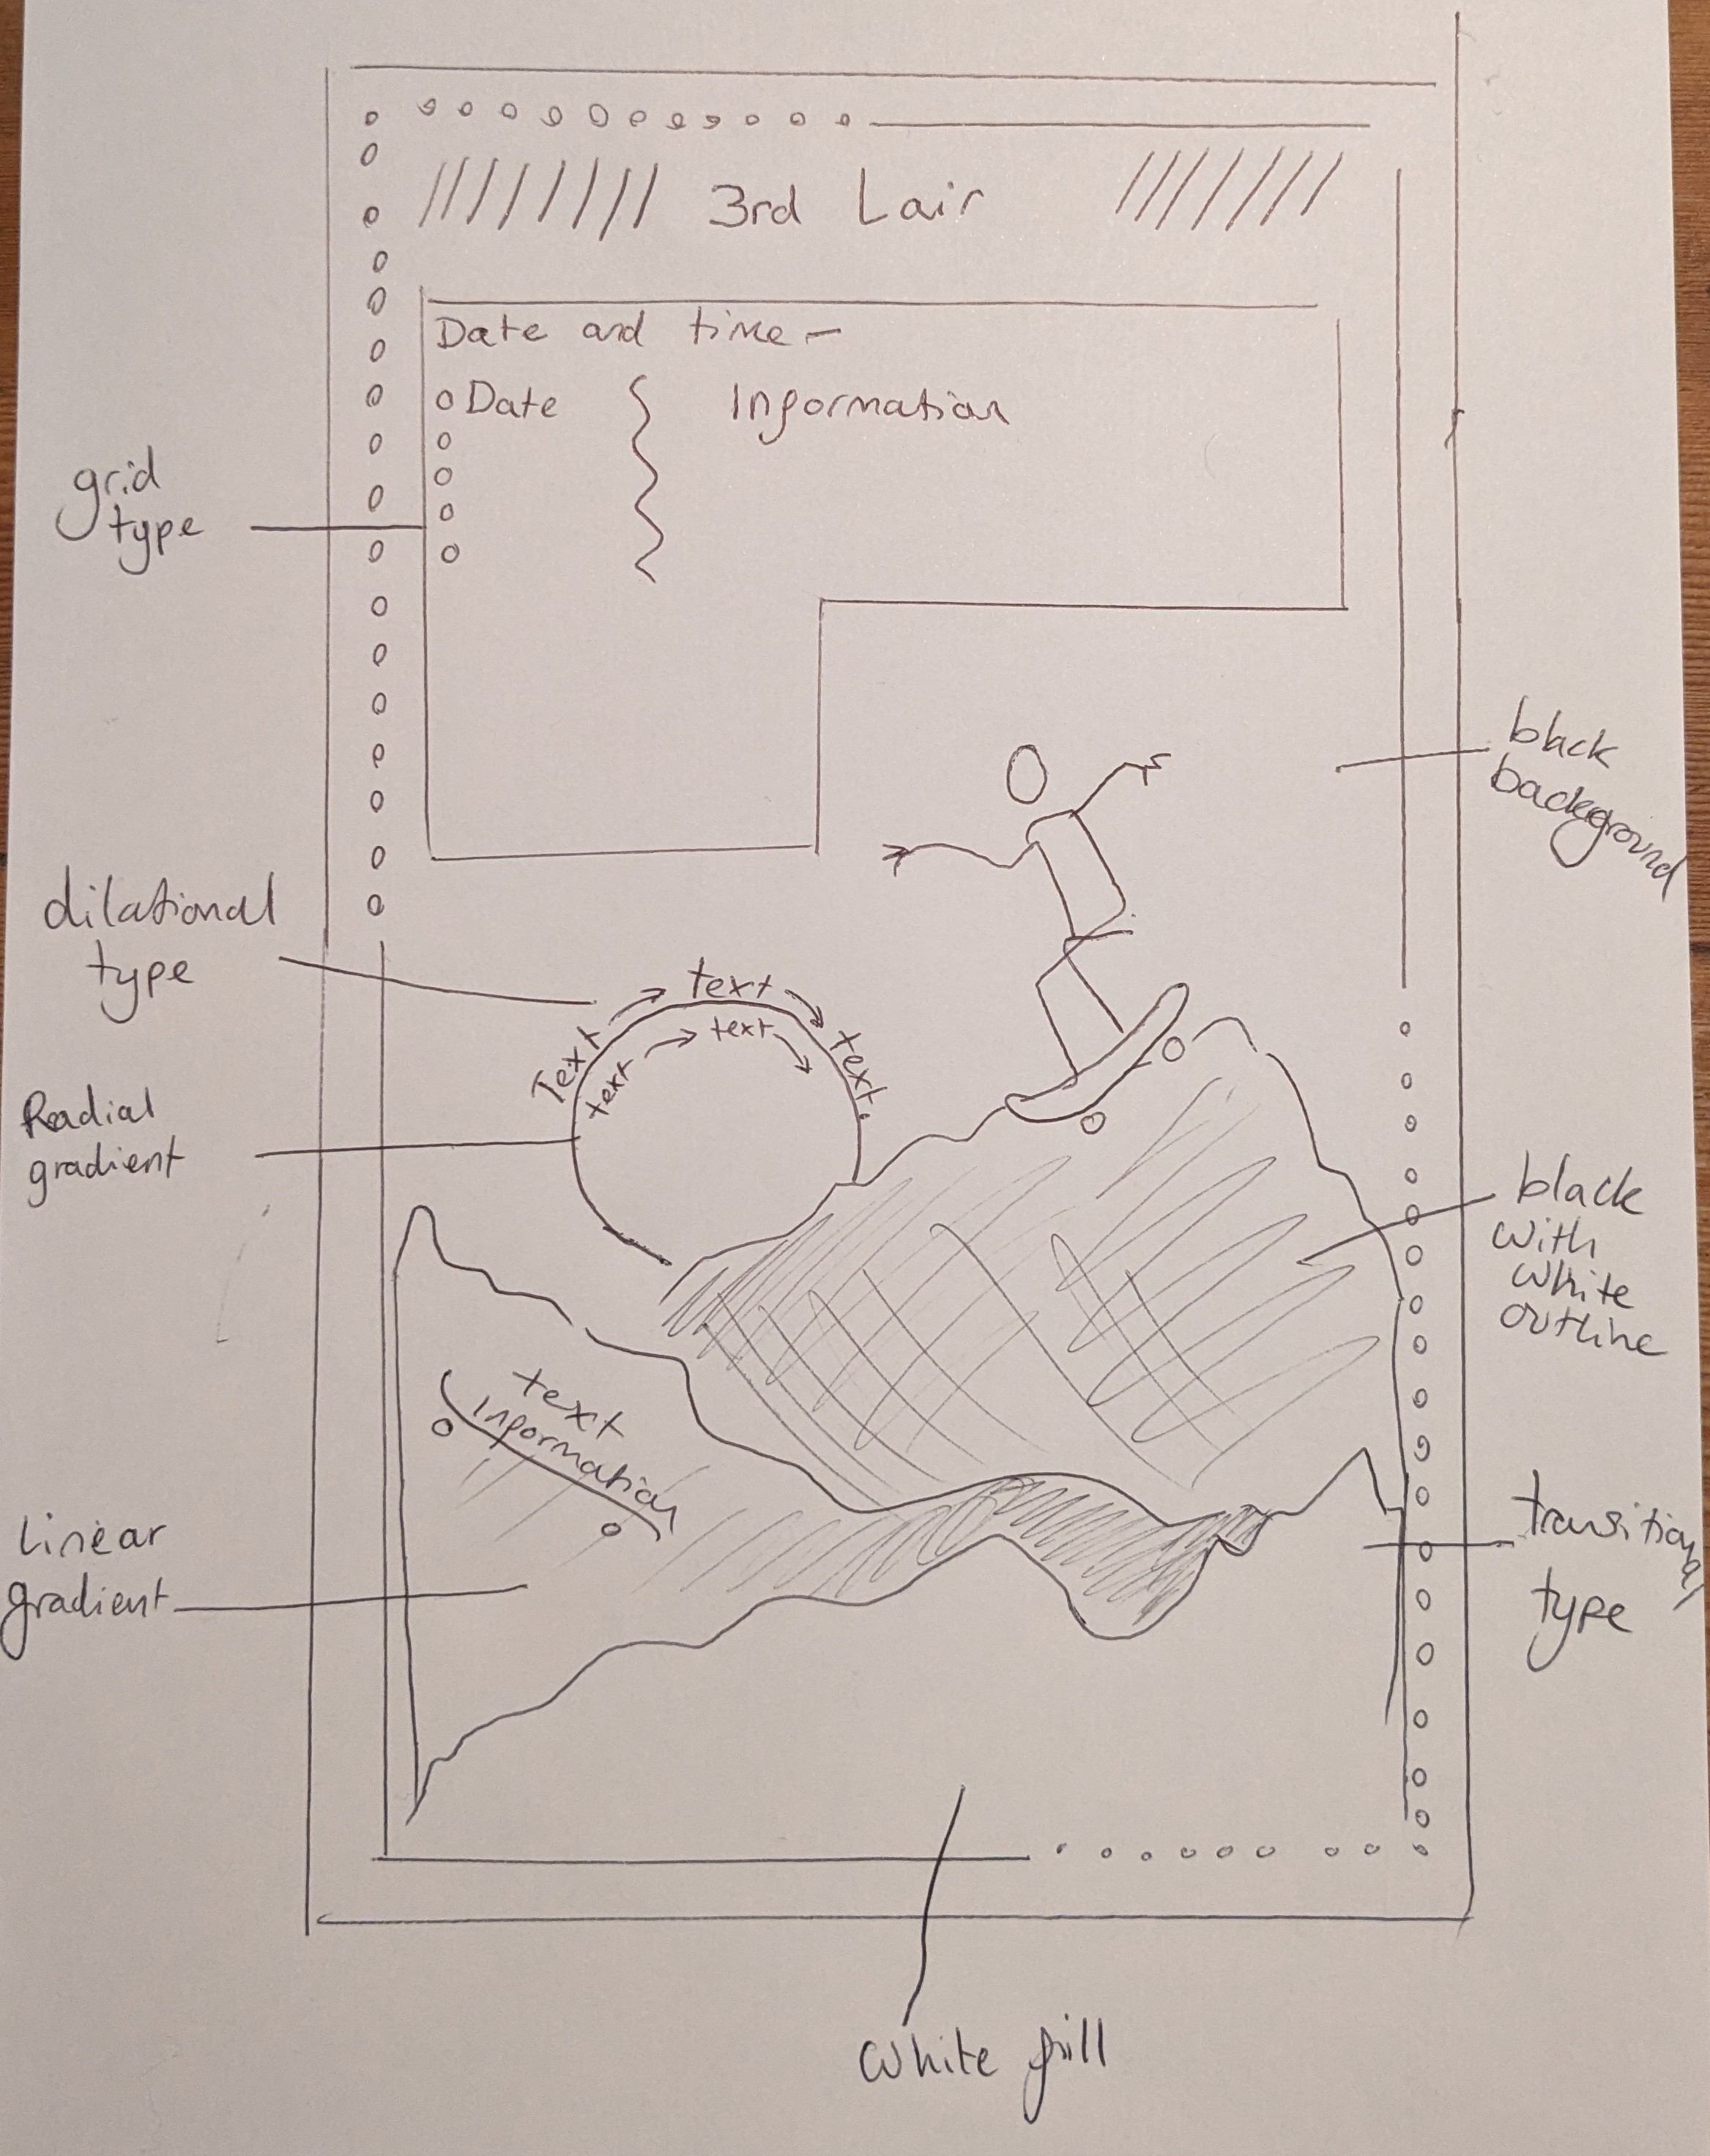 3rd Lair
Date and time -
Date
Information
grid
type
black
background
dilational
type
text
Text
text.
text
text
Radial
gradient
black
with
white
outline
text
Information
linear
gradient
transitional
type
white fill